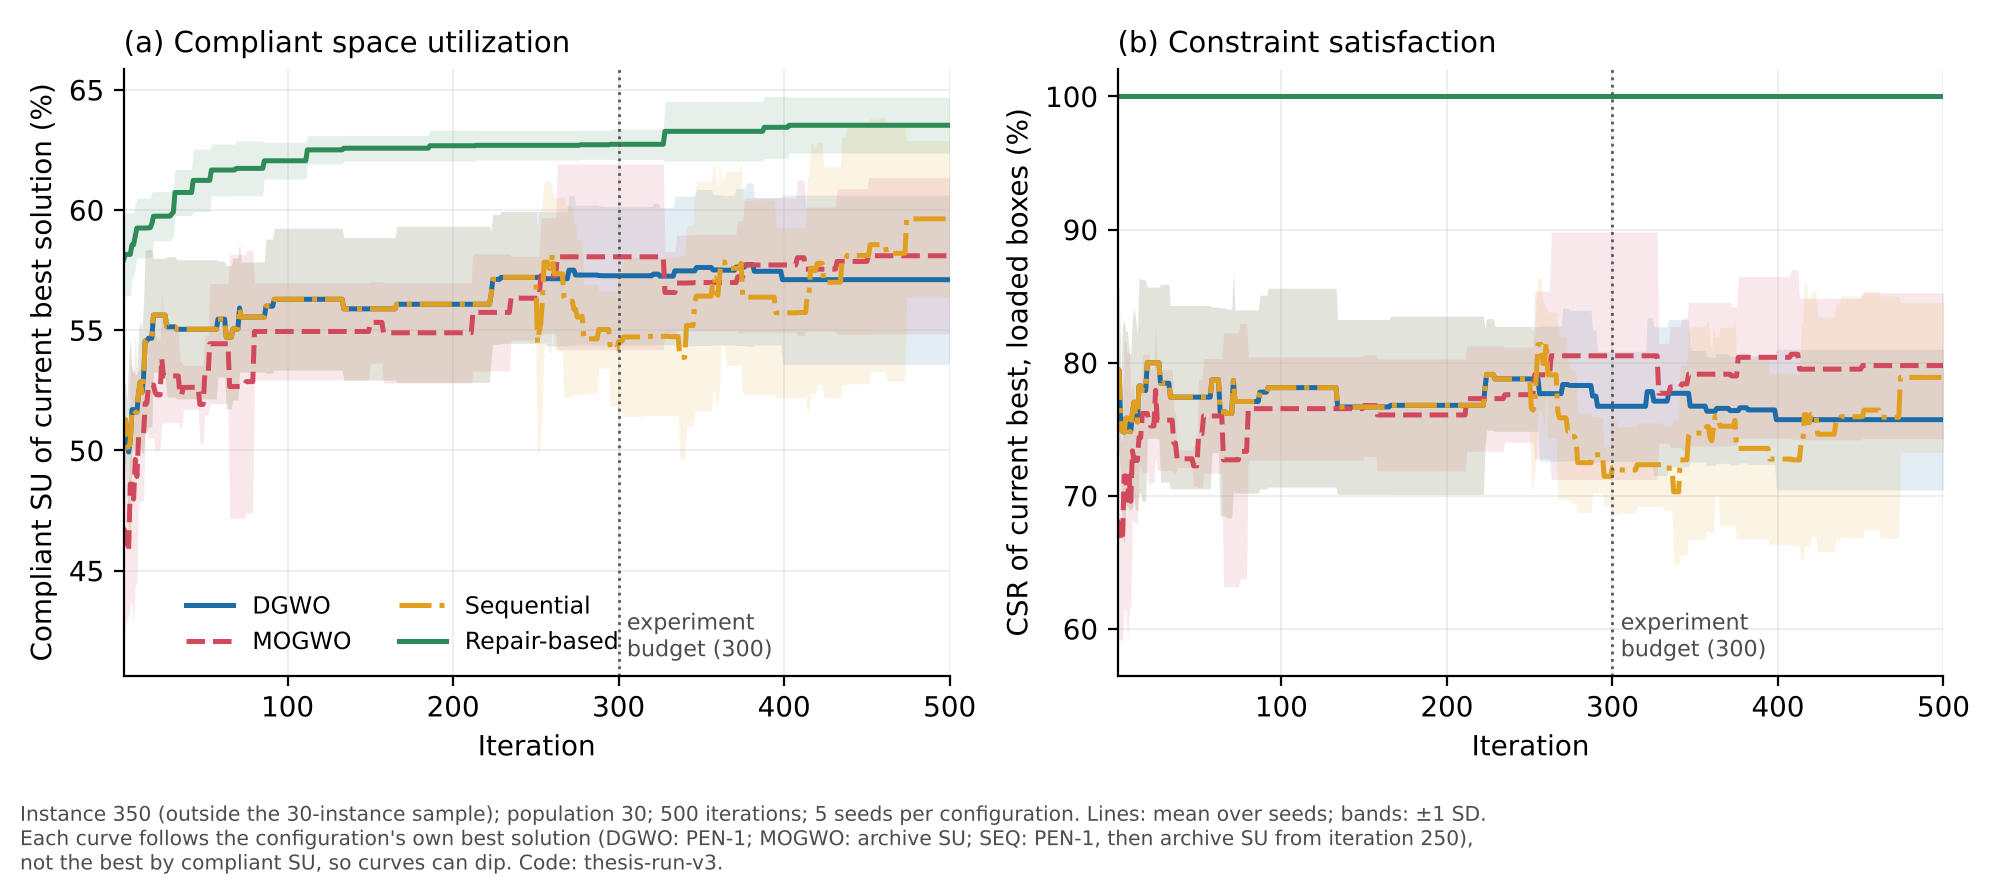 (a) Compliant space utilization
Compliant SU of current best solution (%)
65
60
55
50
45
DGWO
MOGWO
Sequential
Repair-based
experiment
budget (300)
100
200
300
400
500
Iteration
(b) Constraint satisfaction
CSR of current best, loaded boxes (%)
100
90
80
70
60
experiment
budget (300)
100
200
300
400
500
Iteration
Instance 350 (outside the 30-instance sample); population 30; 500 iterations; 5 seeds per configuration. Lines: mean over seeds; bands: ±1 SD.
Each curve follows the configuration's own best solution (DGWO: PEN-1; MOGWO: archive SU; SEQ: PEN-1, then archive SU from iteration 250),
not the best by compliant SU, so curves can dip. Code: thesis-run-v3.